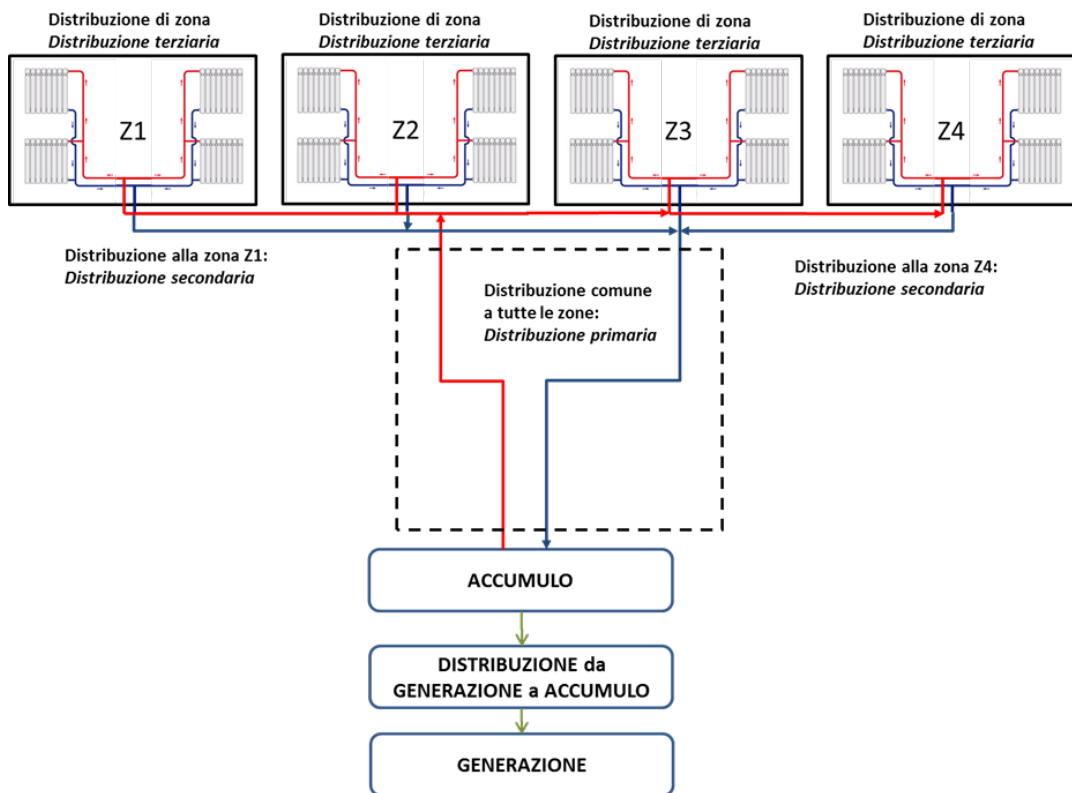 Distribuzione di zona
Distribuzione terziaria
Distribuzione di zona
Distribuzione terziaria
Distribuzione di zona
Distribuzione terziaria
Distribuzione di zona
Distribuzione terziaria
Z1
Z2
Z3
Z4
Distribuzione alla zona Z1:
Distribuzione secondaria
Distribuzione comune
a tutte le zone:
Distribuzione primaria
Distribuzione alla zona Z4:
Distribuzione secondaria
ACCUMULO
DISTRIBUZIONE da
GENERAZIONE a ACCUMULO
GENERAZIONE